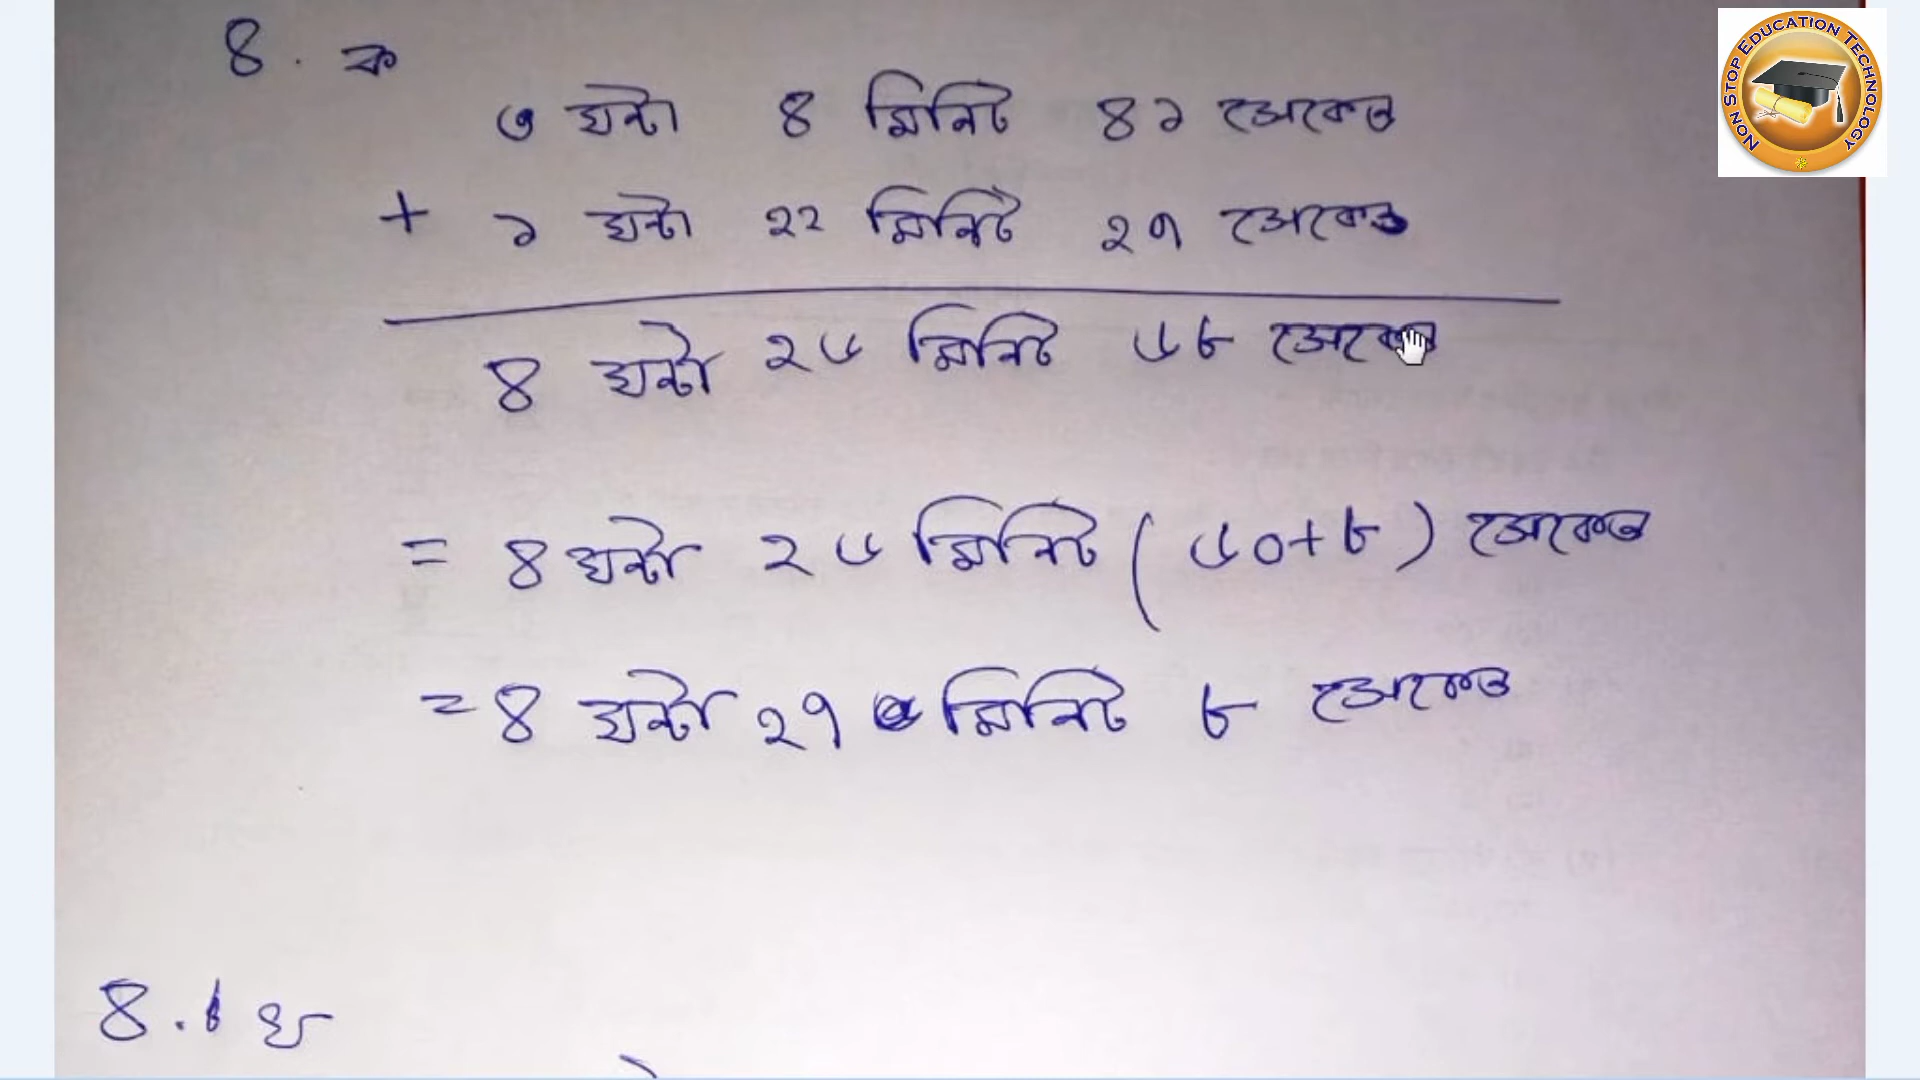 ৪. ক
৩ ঘন্টা ৪ মিনিট ৪১ সেকেন্ড
+ ১ ঘন্টা ২২ মিনিট ২৭ সেকেন্ড
৪ ঘন্টা ২৬ মিনিট ৬৮ সেকেন্ড
= ৪ ঘন্টা ২৬ মিনিট (৬০+৮) সেকেন্ড
= ৪ ঘন্টা ২৭ মিনিট ৮ সেকেন্ড
৪. খ
NON STOP EDUCATION TECHNOLOGY